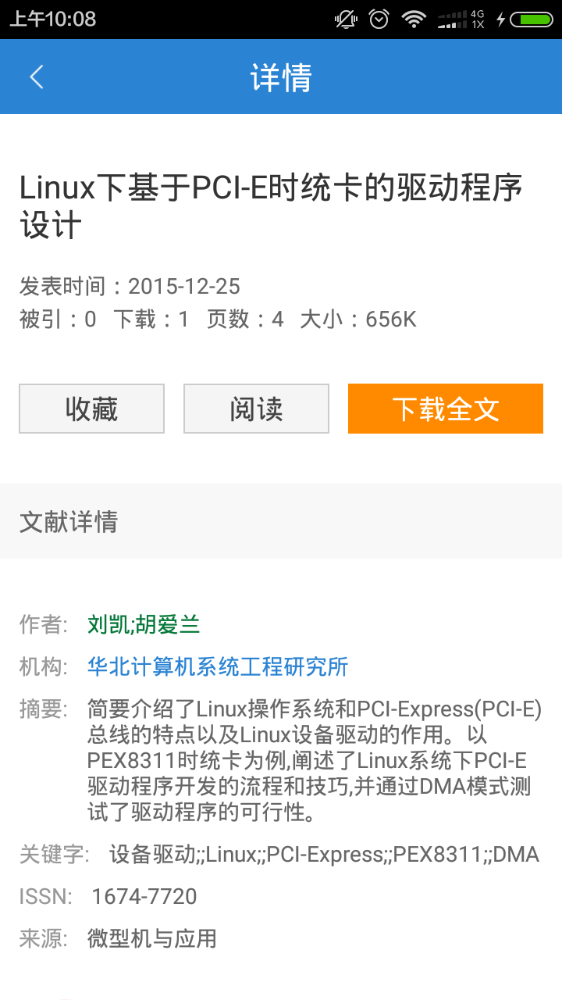 上午10:08
4G
1X
详情
Linux下基于PCI-E时统卡的驱动程序
设计
发表时间：2015-12-25
被引：0 下载：1 页数：4 大小：656K
收藏 阅读 下载全文
文献详情
作者: 刘凯;胡爱兰
机构: 华北计算机系统工程研究所
摘要: 简要介绍了Linux操作系统和PCI-Express(PCI-E)
总线的特点以及Linux设备驱动的作用。以
PEX8311时统卡为例,阐述了Linux系统下PCI-E
驱动程序开发的流程和技巧,并通过DMA模式测
试了驱动程序的可行性。
关键字: 设备驱动;;Linux;;PCI-Express;;PEX8311;;DMA
ISSN: 1674-7720
来源: 微型机与应用